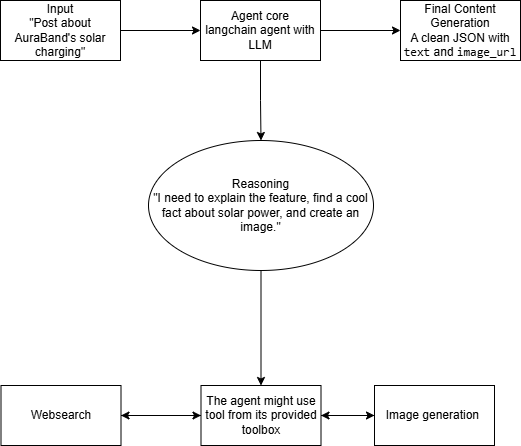 Input
"Post about
AuraBand's solar
charging"
Agent core
langchain agent with
LLM
Final Content
Generation
A clean JSON with
text and image_url
Reasoning
"I need to explain the feature, find a cool
fact about solar power, and create an
image."
Websearch
The agent might use
tool from its provided
toolbox
Image generation